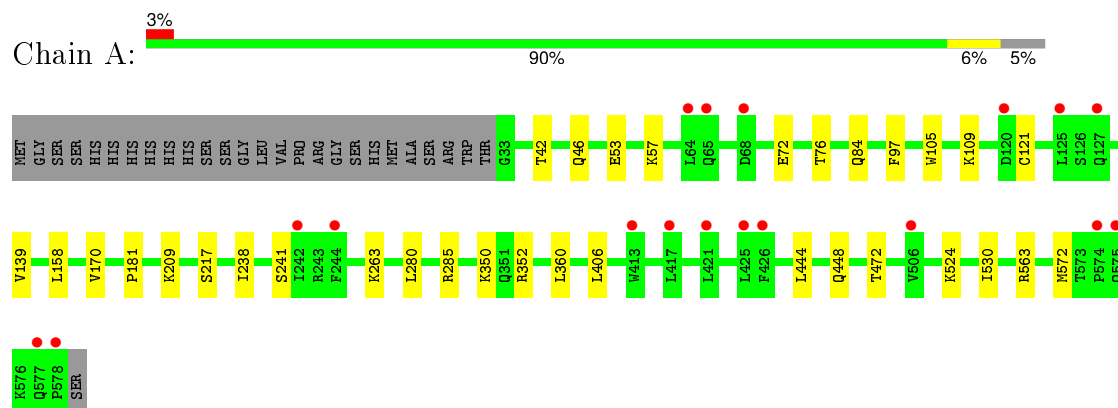 3%
Chain A:
90% 6% 5%
MET GLY SER SER HIS HIS HIS HIS HIS HIS SER SER GLY LEU VAL PRO ARG GLY SER HIS MET ALA SER ARG TRP THR G33 T42 Q46 E53 K57 L64 Q65 D68 E72 T76 Q84 F97 W105 K109 D120 C121 L125 S126 Q127
V139 L158 V170 P181 K209 S217 I238 S241 I242 R243 F244 K263 L280 R285 K350 Q351 R352 L360 L406 W413 L417 L421 L425 F426 L444 Q448 T472 V506 K524 I530 R563 M572 T573 P574 Q575
K576 Q577 P578 SER